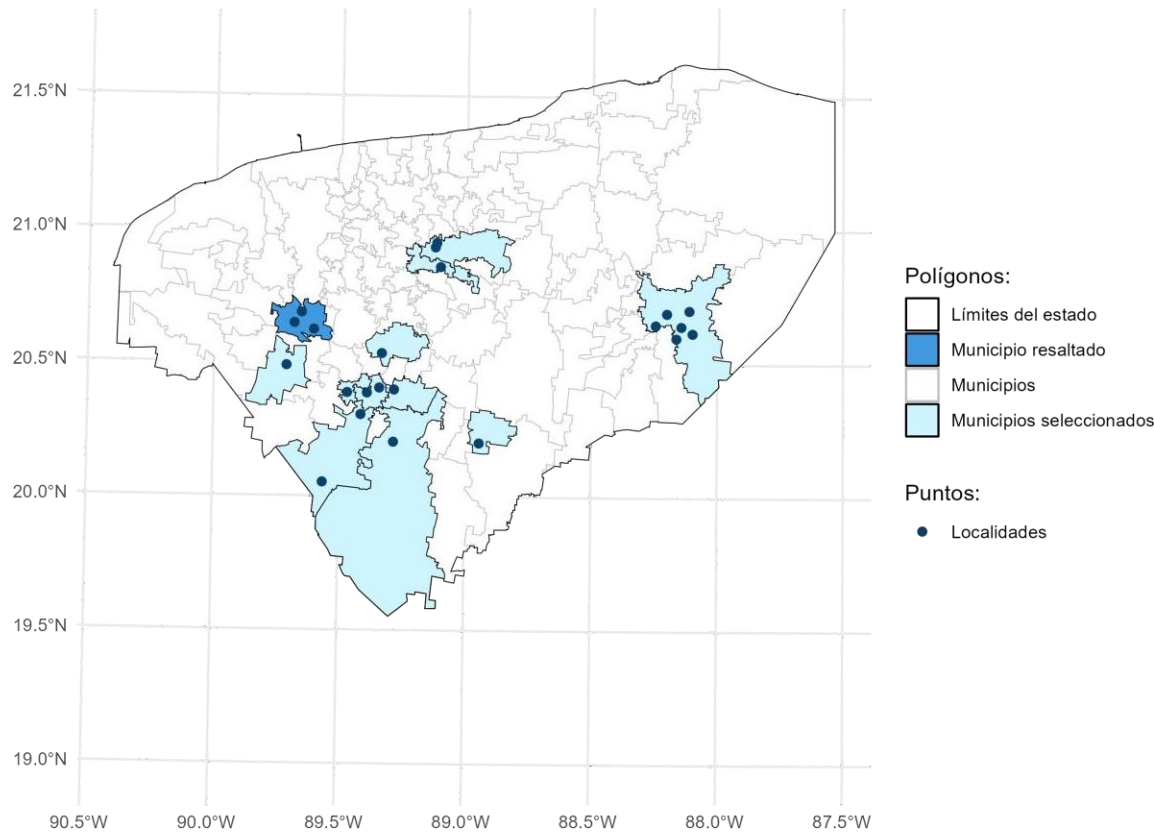 21.5°N
21.0°N
20.5°N
20.0°N
19.5°N
19.0°N
90.5°W 90.0°W 89.5°W 89.0°W 88.5°W 88.0°W 87.5°W
Polígonos:
Límites del estado
Municipio resaltado
Municipios
Municipios seleccionados
Puntos:
Localidades